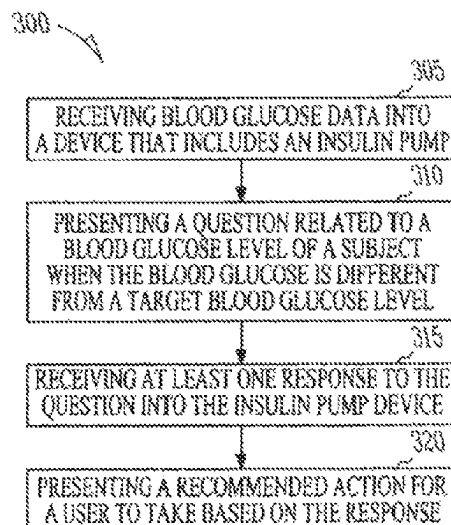 300
305
RECEIVING BLOOD GLUCOSE DATA INTO
A DEVICE THAT INCLUDES AN INSULIN PUMP
310
PRESENTING A QUESTION RELATED TO A
BLOOD GLUCOSE LEVEL OF A SUBJECT
WHEN THE BLOOD GLUCOSE IS DIFFERENT
FROM A TARGET BLOOD GLUCOSE LEVEL
315
RECEIVING AT LEAST ONE RESPONSE TO THE
QUESTION INTO THE INSULIN PUMP DEVICE
320
PRESENTING A RECOMMENDED ACTION FOR
A USER TO TAKE BASED ON THE RESPONSE